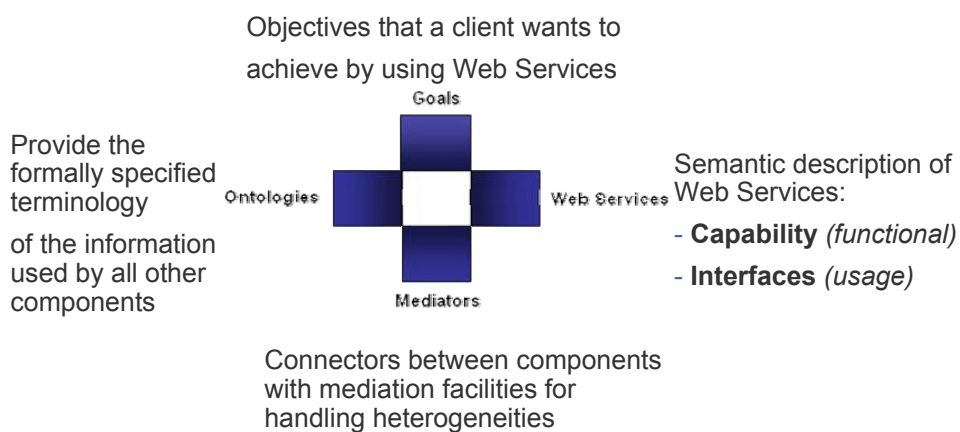 Objectives that a client wants to
achieve by using Web Services
Goals
Provide the
formally specified
terminology
of the information
used by all other
components
Ontologies
Web Services
Semantic description of
Web Services:
- Capability (functional)
- Interfaces (usage)
Mediators
Connectors between components
with mediation facilities for
handling heterogeneities